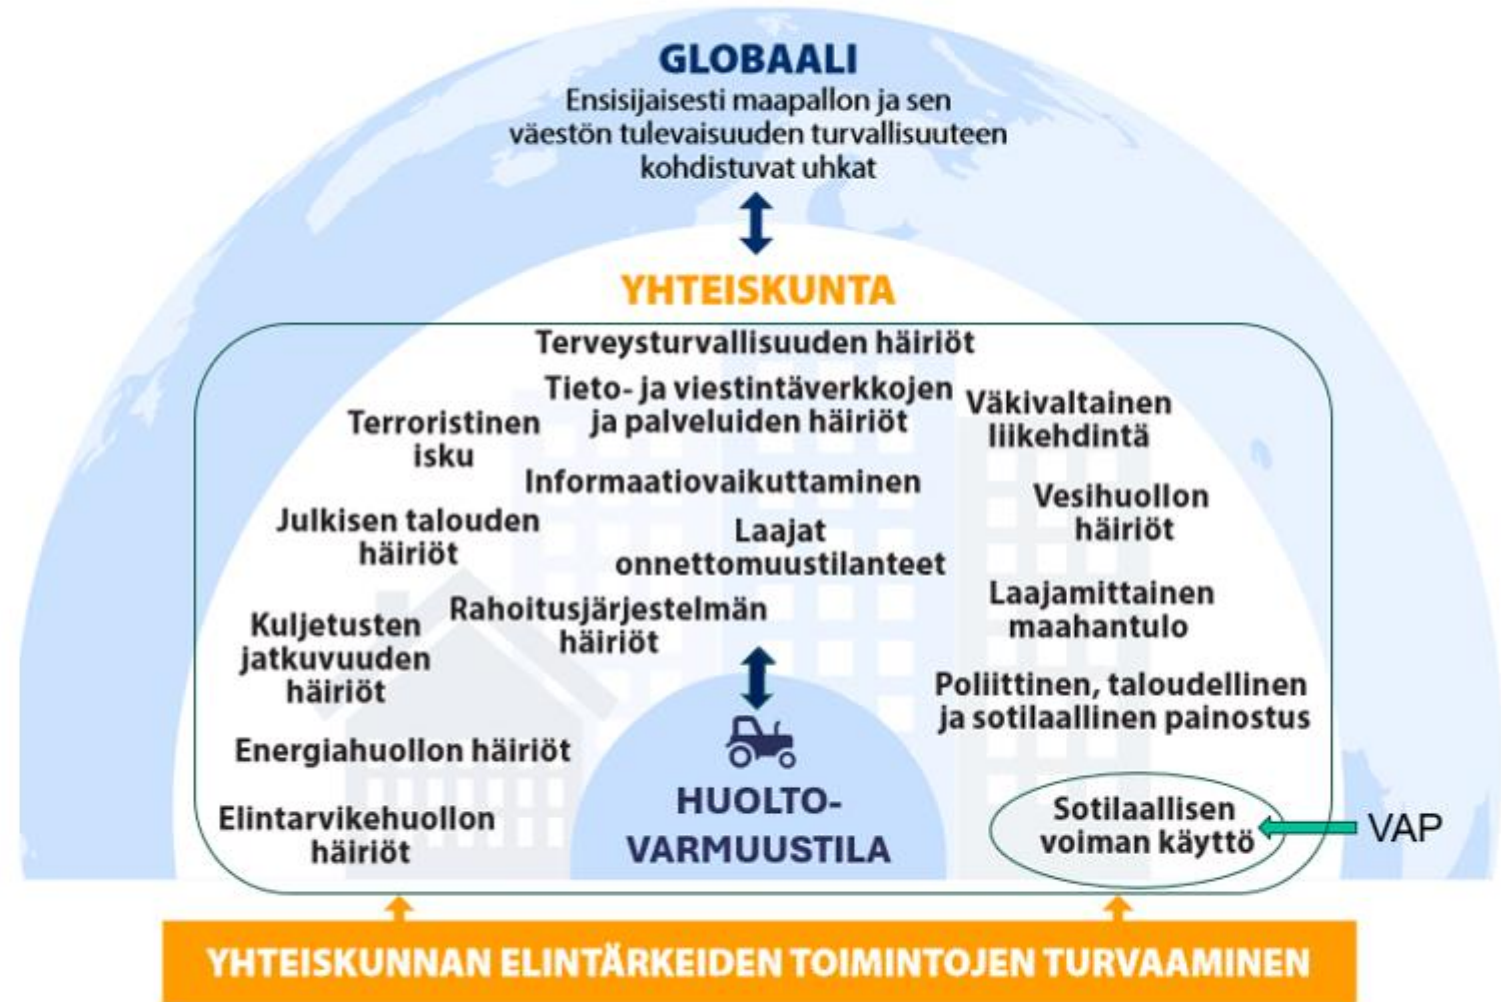 GLOBAALI
Ensisijaisesti maapallon ja sen
väestön tulevaisuuden turvallisuuteen
kohdistuvat uhkat
YHTEISKUNTA
Terveysturvallisuuden häiriöt
Tieto- ja viestintäverkkojen
ja palveluiden häiriöt
Terroristinen
isku
Väkivaltainen
liikehdintä
Informaatiovaikuttaminen
Julkisen talouden
häiriöt
Laajat
onnettomuustilanteet
Vesihuollon
häiriöt
Kuljetusten
jatkuvuuden
häiriöt
Rahoitusjärjestelmän
häiriöt
Laajamittainen
maahantulo
Poliittinen, taloudellinen
ja sotilaallinen painostus
Energiahuollon häiriöt
Elintarvikehuollon
häiriöt
HUOLTO-
VARMUUSTILA
Sotilaallisen
voiman käyttö
VAP
YHTEISKUNNAN ELINTÄRKEIDEN TOIMINTOJEN TURVAAMINEN